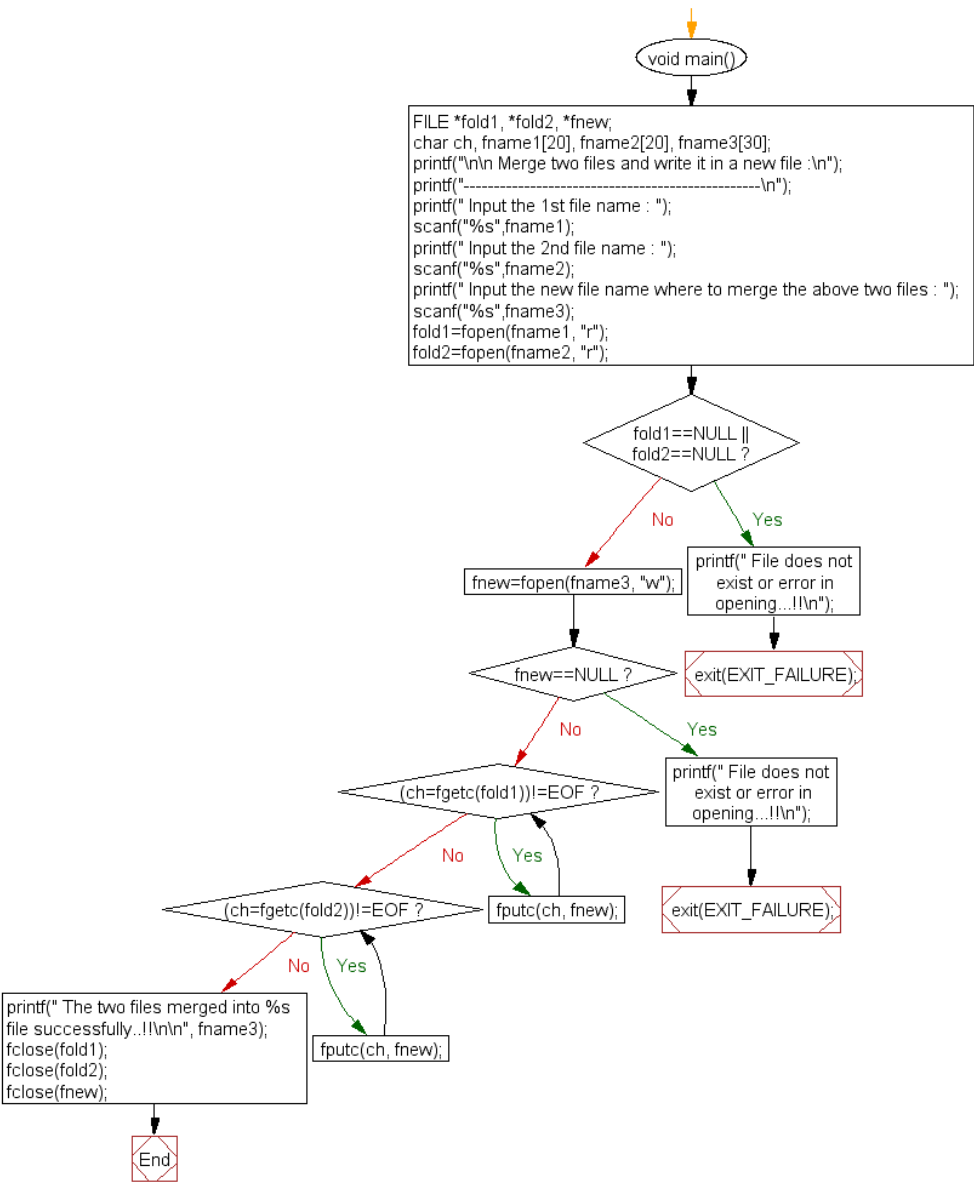 void main()
FILE *fold1, *fold2, *fnew;
char ch, fname1[20], fname2[20], fname3[30];
printf("\n\n Merge two files and write it in a new file :\n");
printf("-------------------------------------------------\n");
printf(" Input the 1st file name : ");
scanf("%s",fname1);
printf(" Input the 2nd file name : ");
scanf("%s",fname2);
printf(" Input the new file name where to merge the above two files : ");
scanf("%s",fname3);
fold1=fopen(fname1, "r");
fold2=fopen(fname2, "r");
fold1==NULL ||
fold2==NULL ?
No
Yes
fnew=fopen(fname3, "w");
printf(" File does not
exist or error in
opening...!!\n");
fnew==NULL ?
exit(EXIT_FAILURE);
No
Yes
(ch=fgetc(fold1))!=EOF ?
printf(" File does not
exist or error in
opening...!!\n");
No
Yes
(ch=fgetc(fold2))!=EOF ?
fputc(ch, fnew);
exit(EXIT_FAILURE);
No
Yes
printf(" The two files merged into %s
file successfully..!!\n\n", fname3);
fclose(fold1);
fclose(fold2);
fclose(fnew);
fputc(ch, fnew);
End